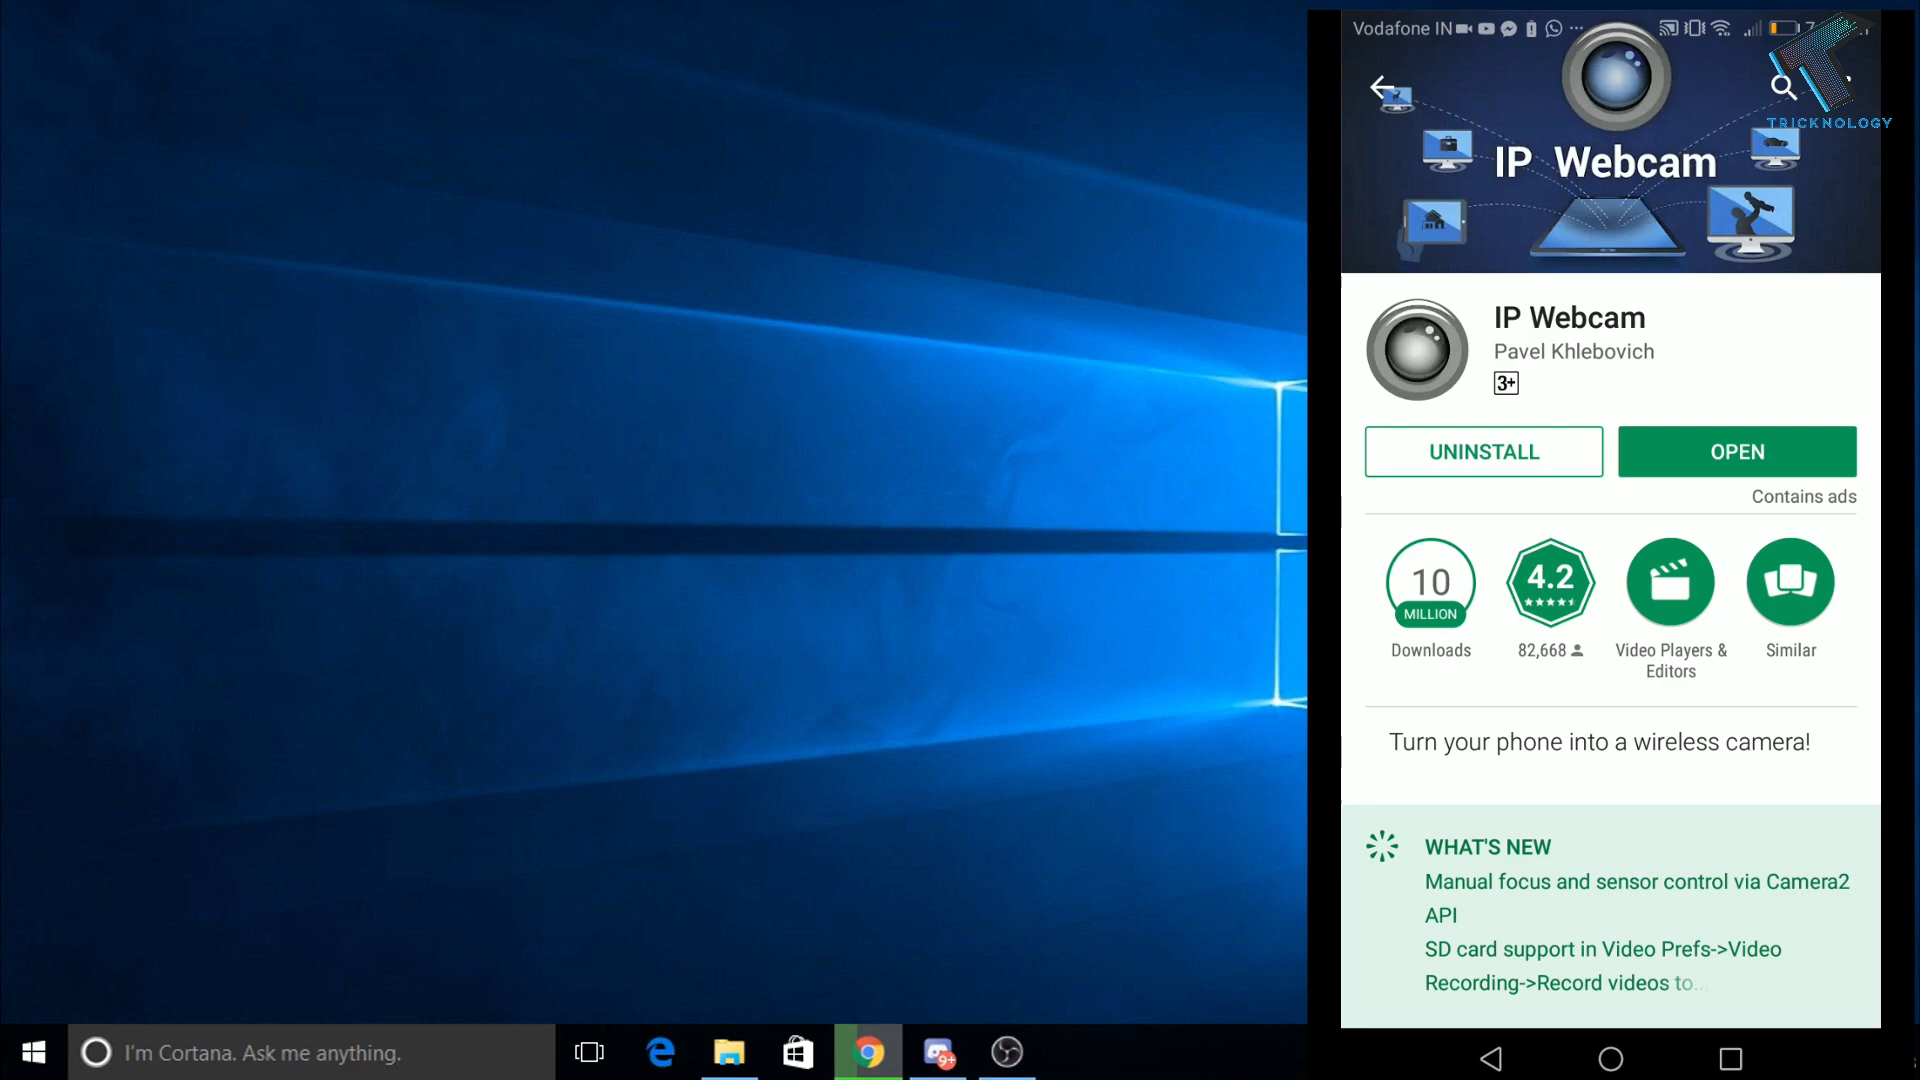 Vodafone IN
TRICKNOLOGY
IP Webcam
IP Webcam
Pavel Khlebovich
3+
UNINSTALL
OPEN
Contains ads
10
MILLION
4.2
Downloads
82,668
Video Players &
Editors
Similar
Turn your phone into a wireless camera!
WHAT'S NEW
Manual focus and sensor control via Camera2
API
SD card support in Video Prefs->Video
Recording->Record videos to...
I'm Cortana. Ask me anything.
9+